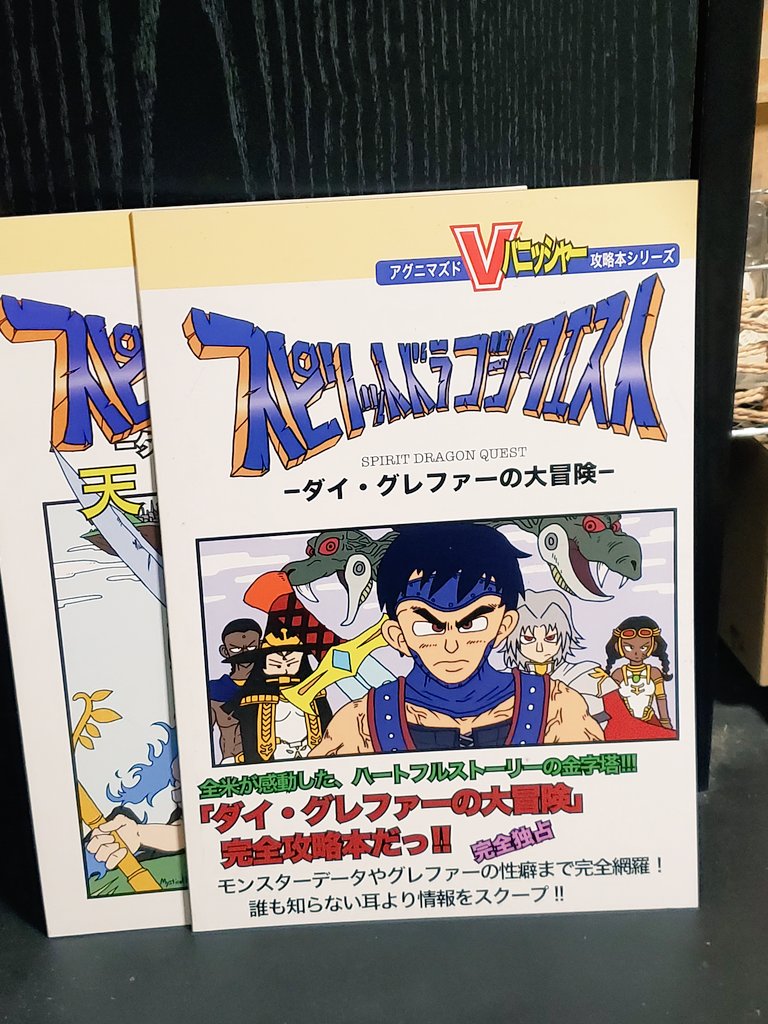 アグニマズド Vバニッシャー 攻略本シリーズ
スピリットドラゴンクエスト
SPIRIT DRAGON QUEST
−ダイ・グレファーの大冒険−
全米が感動した、ハートフルストーリーの金字塔!!!
「ダイ・グレファーの大冒険」
完全攻略本だっ!!
完全独占
モンスターデータやグレファーの性癖まで完全網羅！
誰も知らない耳より情報をスクープ!!
スピ
天